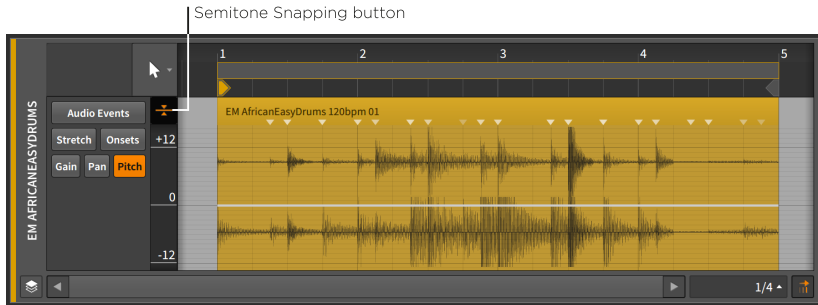 Semitone Snapping button
1 2 3 4 5
EM AFRICANEASYDRUMS
Audio Events
EM AfricanEasyDrums 120bpm 01
Stretch Onsets
+12
Gain Pan Pitch
0
-12
1/4